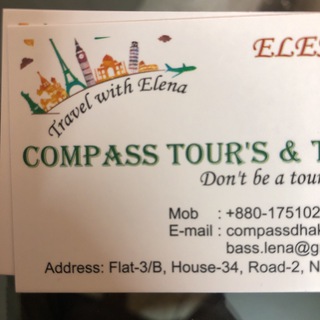 ELES
Travel with Elena
COMPASS TOUR'S & T
Don't be a tour
Mob : +880-175102
E-mail : compassdhak
bass.lena@g
Address: Flat-3/B, House-34, Road-2, N